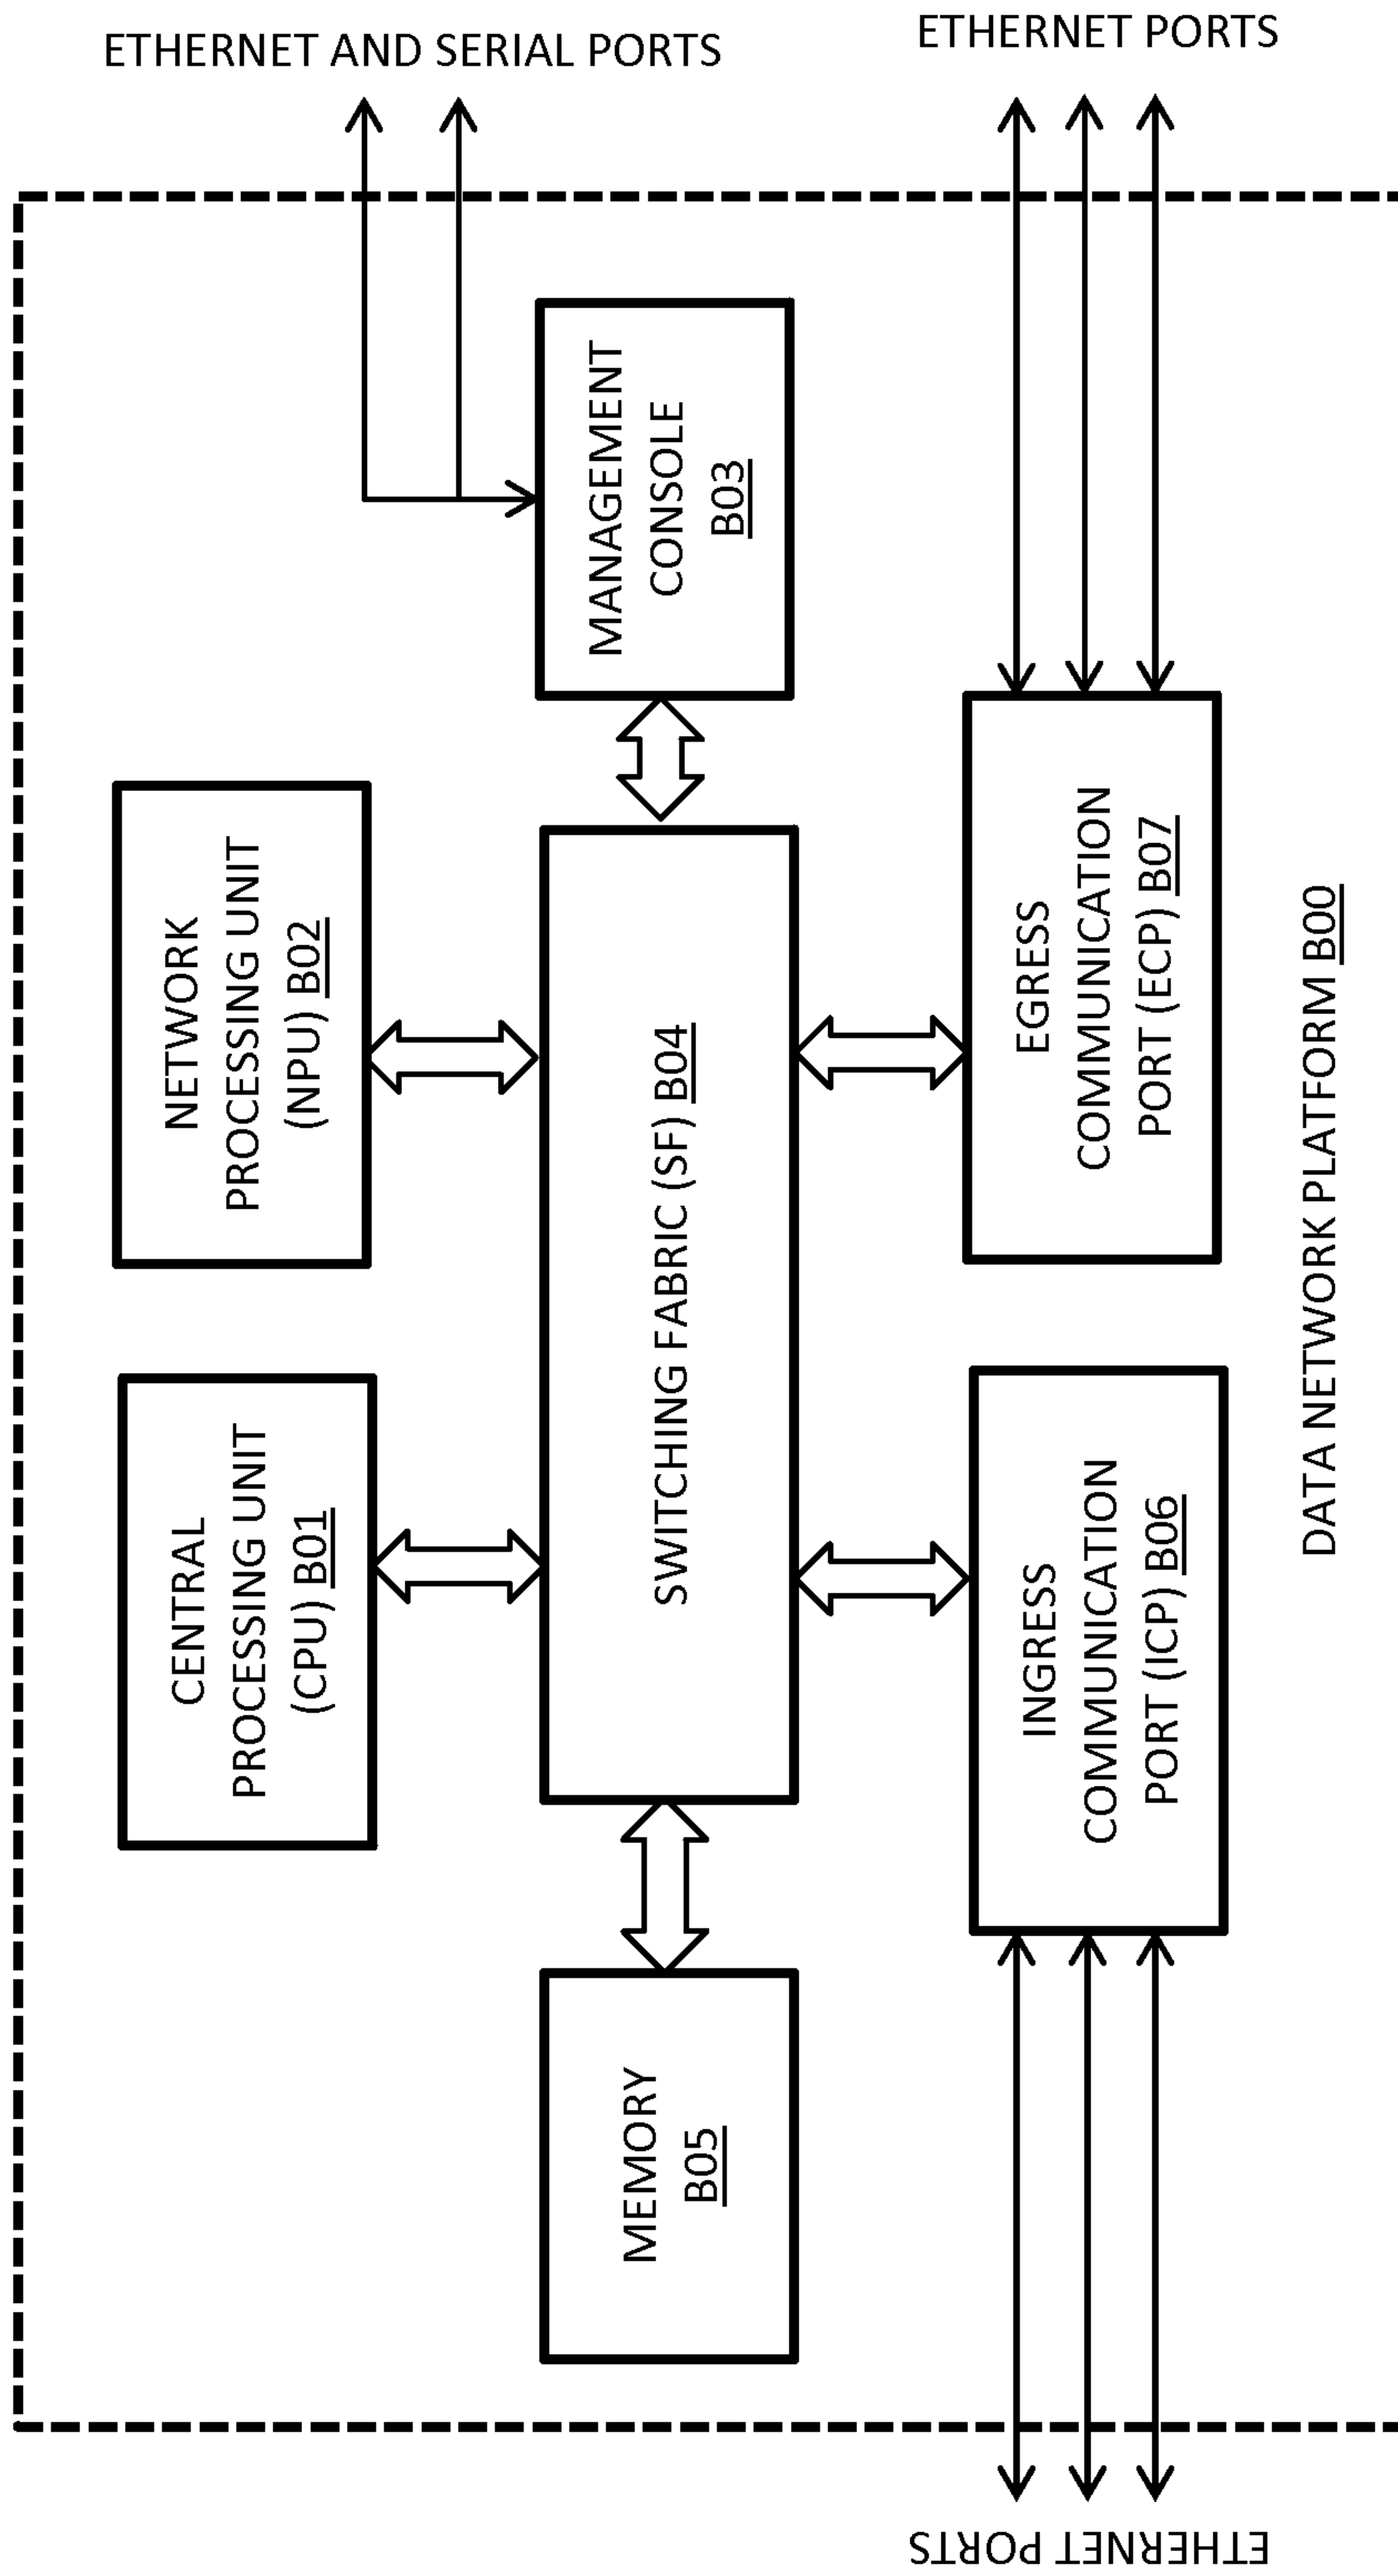 ETHERNET AND SERIAL PORTS
ETHERNET PORTS
CENTRAL
PROCESSING UNIT
(CPU) B01
NETWORK
PROCESSING UNIT
(NPU) B02
MEMORY
B05
SWITCHING FABRIC (SF) B04
MANAGEMENT
CONSOLE
B03
INGRESS
COMMUNICATION
PORT (ICP) B06
EGRESS
COMMUNICATION
PORT (ECP) B07
DATA NETWORK PLATFORM B00
ETHERNET PORTS